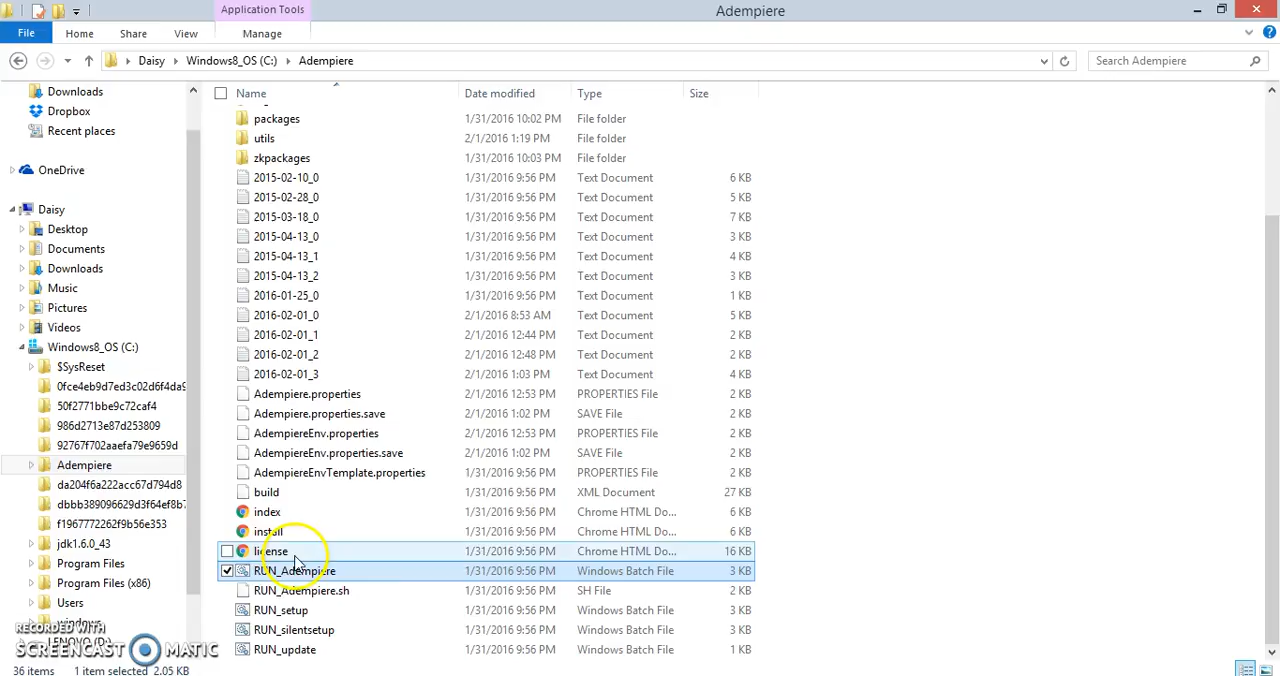 Application Tools
Adempiere
File Home Share View Manage
Daisy Windows8_OS (C:) Adempiere
Search Adempiere
Downloads
Dropbox
Recent places
OneDrive
Daisy
Desktop
Documents
Downloads
Music
Pictures
Videos
Windows8_OS (C:)
$SysReset
0fce4eb9d7ed3c02d6f4da9
50f2771bbe9c72caf4
986d2713e87d253809
92767f702aaefa79e9659d
Adempiere
da204f6a222acc67d794d8
dbbb389096629d3f64ef8b7
f1967772262f9b56e353
jdk1.6.0_43
Program Files
Program Files (x86)
Users
windows
LENOVO (D:)
Name Date modified Type Size
packages 1/31/2016 10:02 PM File folder
utils 2/1/2016 1:19 PM File folder
zkpackages 1/31/2016 10:03 PM File folder
2015-02-10_0 1/31/2016 9:56 PM Text Document 6 KB
2015-02-28_0 1/31/2016 9:56 PM Text Document 5 KB
2015-03-18_0 1/31/2016 9:56 PM Text Document 7 KB
2015-04-13_0 1/31/2016 9:56 PM Text Document 3 KB
2015-04-13_1 1/31/2016 9:56 PM Text Document 4 KB
2015-04-13_2 1/31/2016 9:56 PM Text Document 3 KB
2016-01-25_0 1/31/2016 9:56 PM Text Document 1 KB
2016-02-01_0 2/1/2016 8:53 AM Text Document 5 KB
2016-02-01_1 2/1/2016 12:44 PM Text Document 2 KB
2016-02-01_2 2/1/2016 12:48 PM Text Document 2 KB
2016-02-01_3 2/1/2016 1:03 PM Text Document 4 KB
Adempiere.properties 2/1/2016 12:53 PM PROPERTIES File 2 KB
Adempiere.properties.save 2/1/2016 1:02 PM SAVE File 2 KB
AdempiereEnv.properties 2/1/2016 12:53 PM PROPERTIES File 2 KB
AdempiereEnv.properties.save 2/1/2016 1:02 PM SAVE File 2 KB
AdempiereEnvTemplate.properties 1/31/2016 9:56 PM PROPERTIES File 2 KB
build 1/31/2016 9:56 PM XML Document 27 KB
index 1/31/2016 9:56 PM Chrome HTML Do... 6 KB
install 1/31/2016 9:56 PM Chrome HTML Do... 6 KB
license 1/31/2016 9:56 PM Chrome HTML Do... 16 KB
RUN_Adempiere 1/31/2016 9:56 PM Windows Batch File 3 KB
RUN_Adempiere.sh 1/31/2016 9:56 PM SH File 2 KB
RUN_setup 1/31/2016 9:56 PM Windows Batch File 3 KB
RUN_silentsetup 1/31/2016 9:56 PM Windows Batch File 3 KB
RUN_update 1/31/2016 9:56 PM Windows Batch File 1 KB
RECORDED WITH
SCREENCAST MATIC
36 items 1 item selected 2.05 KB